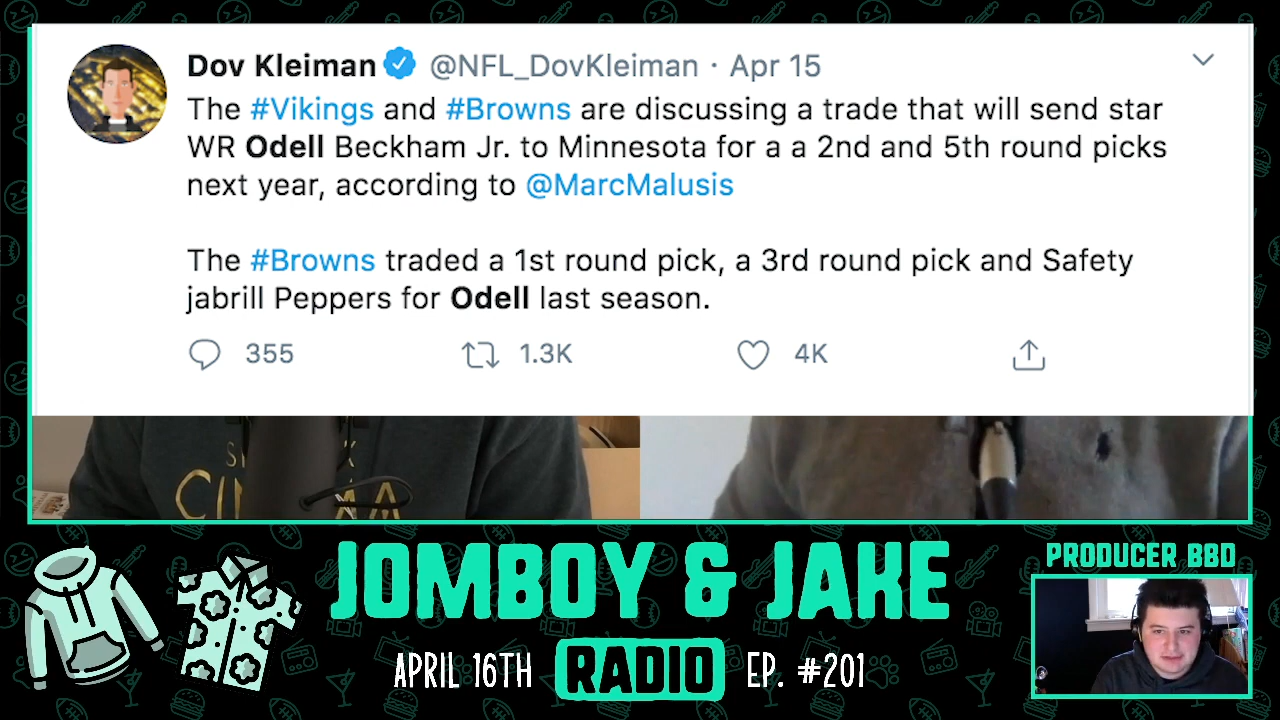 Dov Kleiman @NFL_DovKleiman · Apr 15
The #Vikings and #Browns are discussing a trade that will send star
WR Odell Beckham Jr. to Minnesota for a a 2nd and 5th round picks
next year, according to @MarcMalusis
The #Browns traded a 1st round pick, a 3rd round pick and Safety
jabrill Peppers for Odell last season.
355 1.3K 4K
JOMBOY & JAKE
APRIL 16TH RADIO EP. #201
PRODUCER BBD